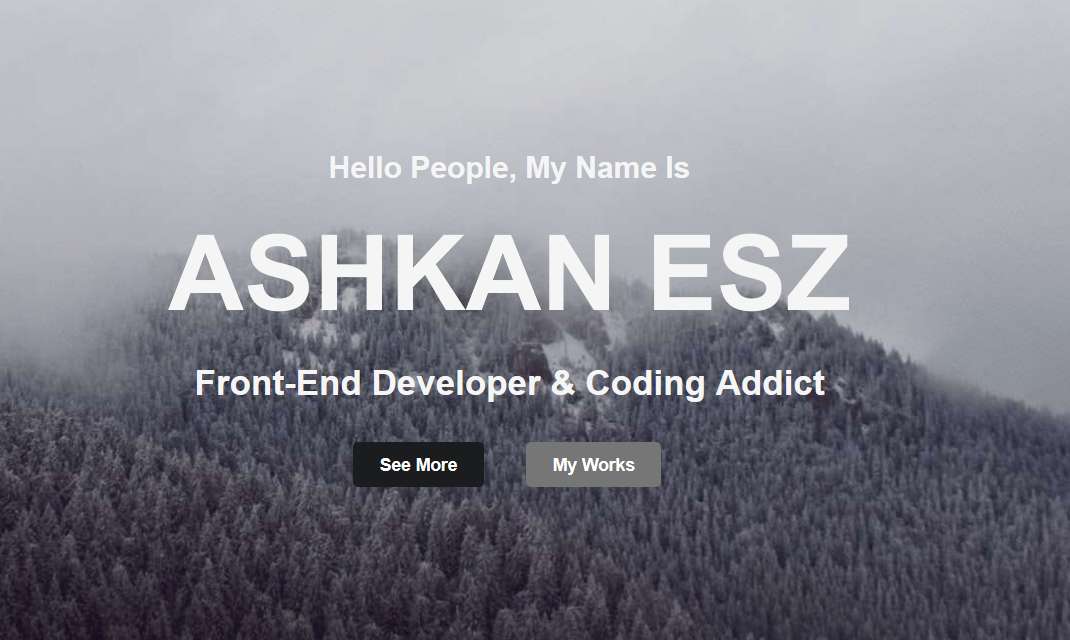 Hello People, My Name Is
ASHKAN ESZ
Front-End Developer & Coding Addict
See More
My Works